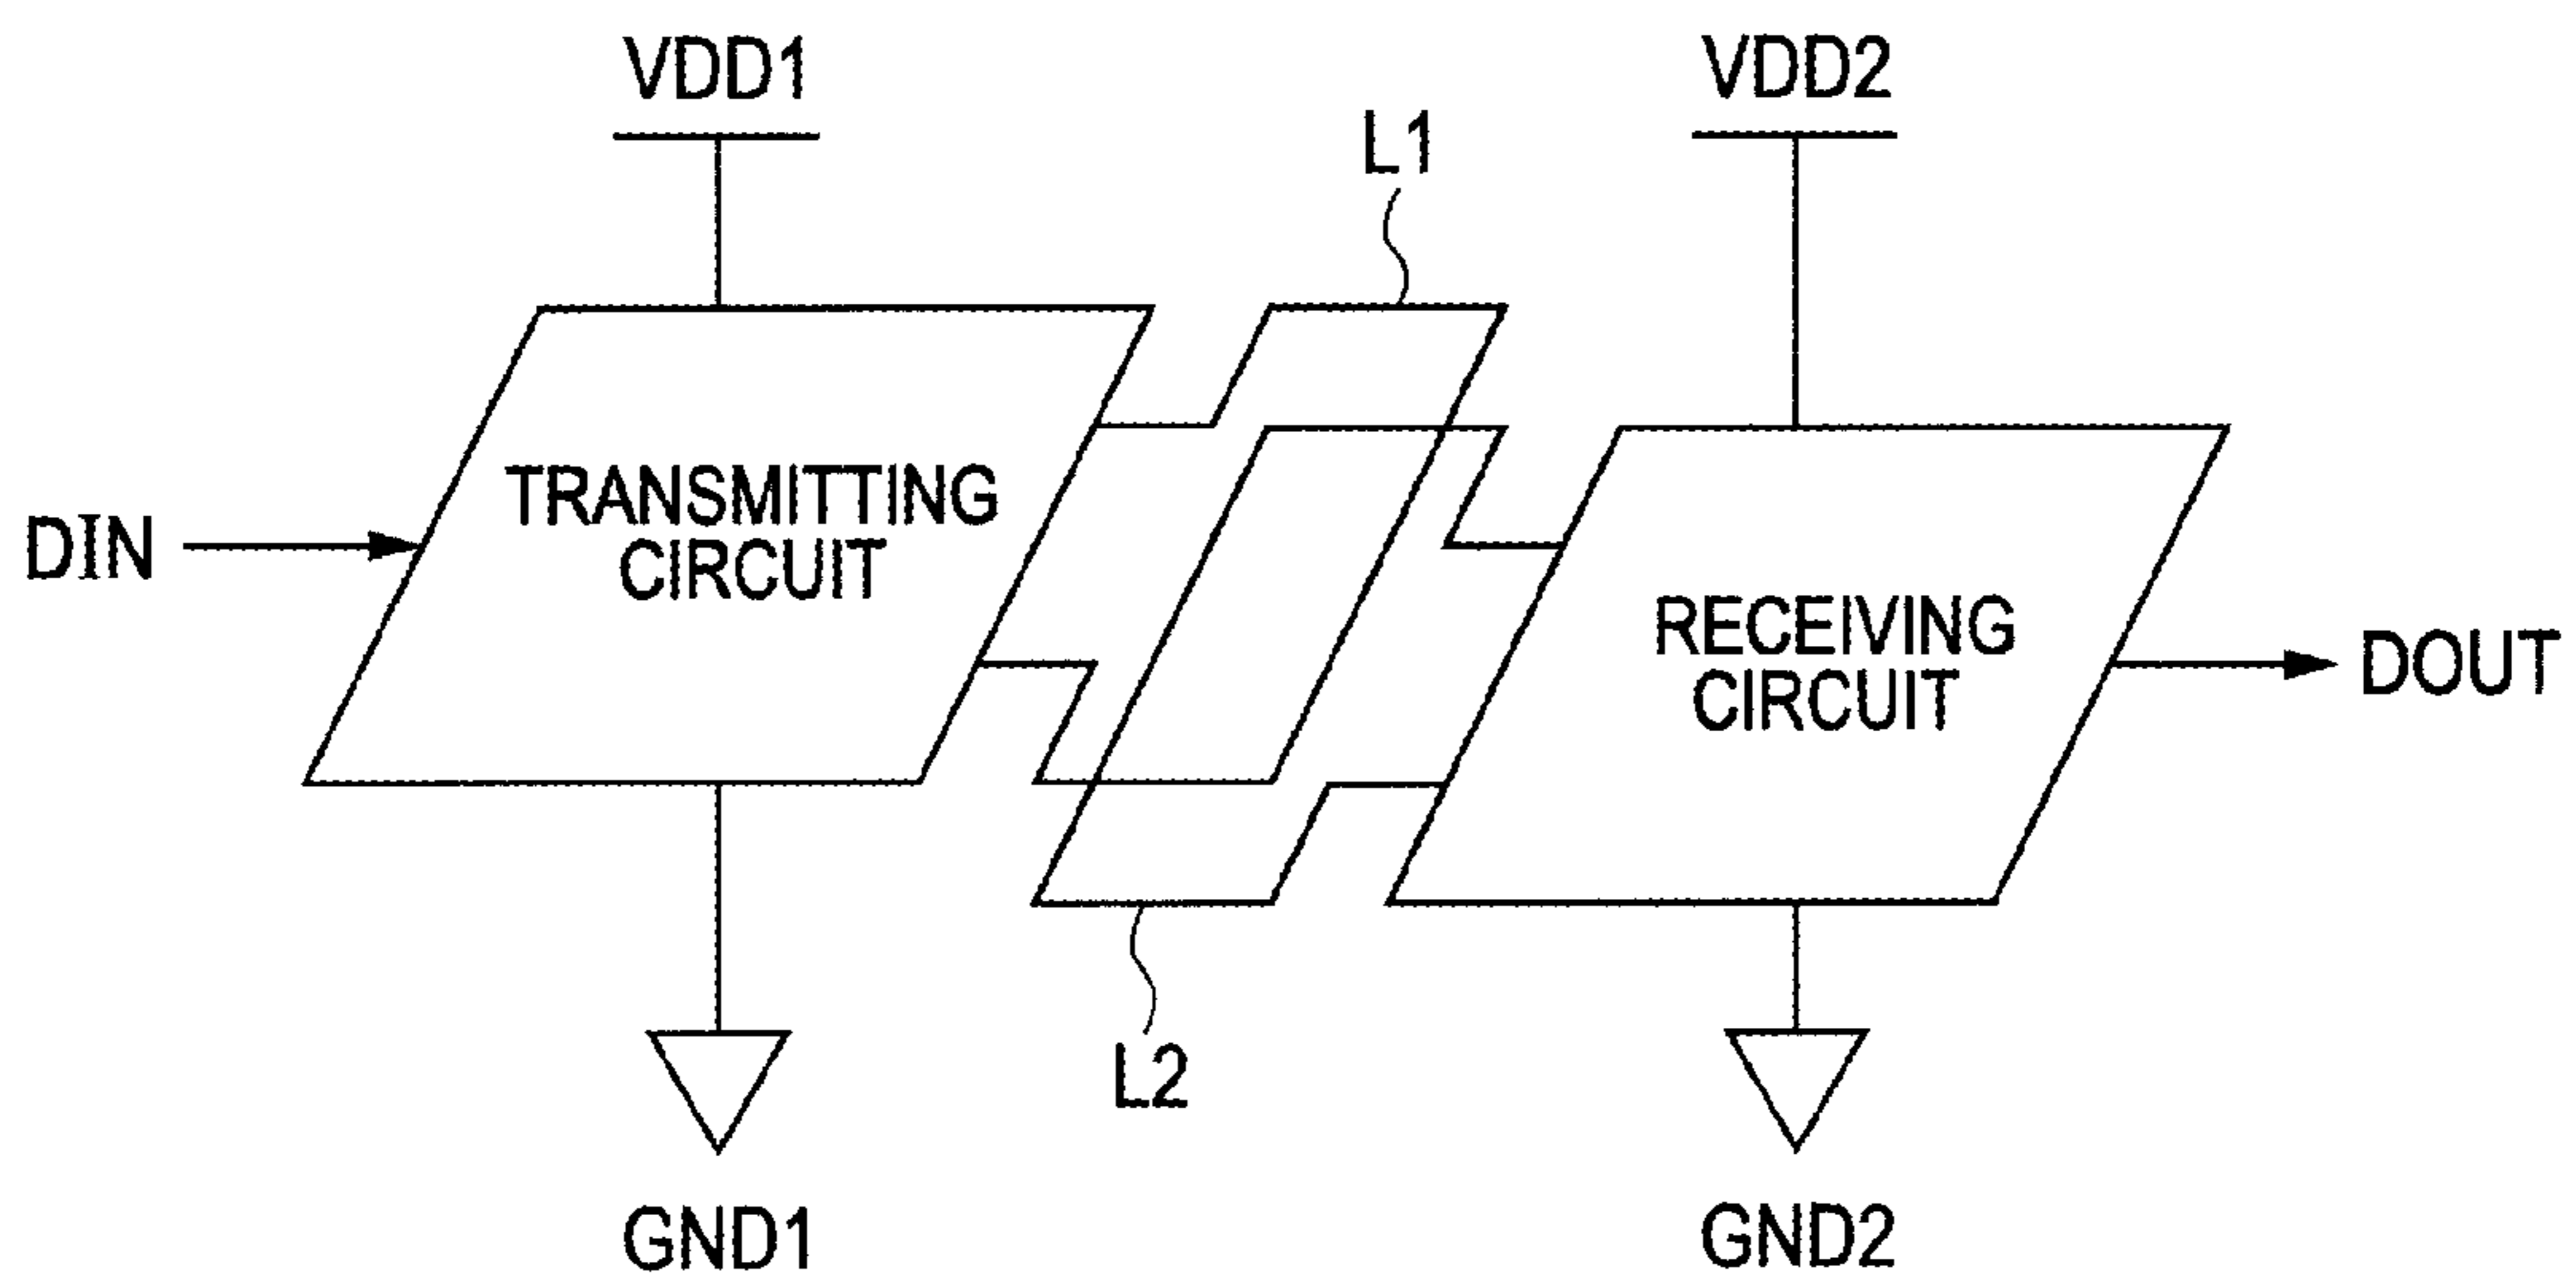 VDD1
VDD2
L1
TRANSMITTING
CIRCUIT
DIN
RECEIVING
CIRCUIT
DOUT
L2
GND1
GND2